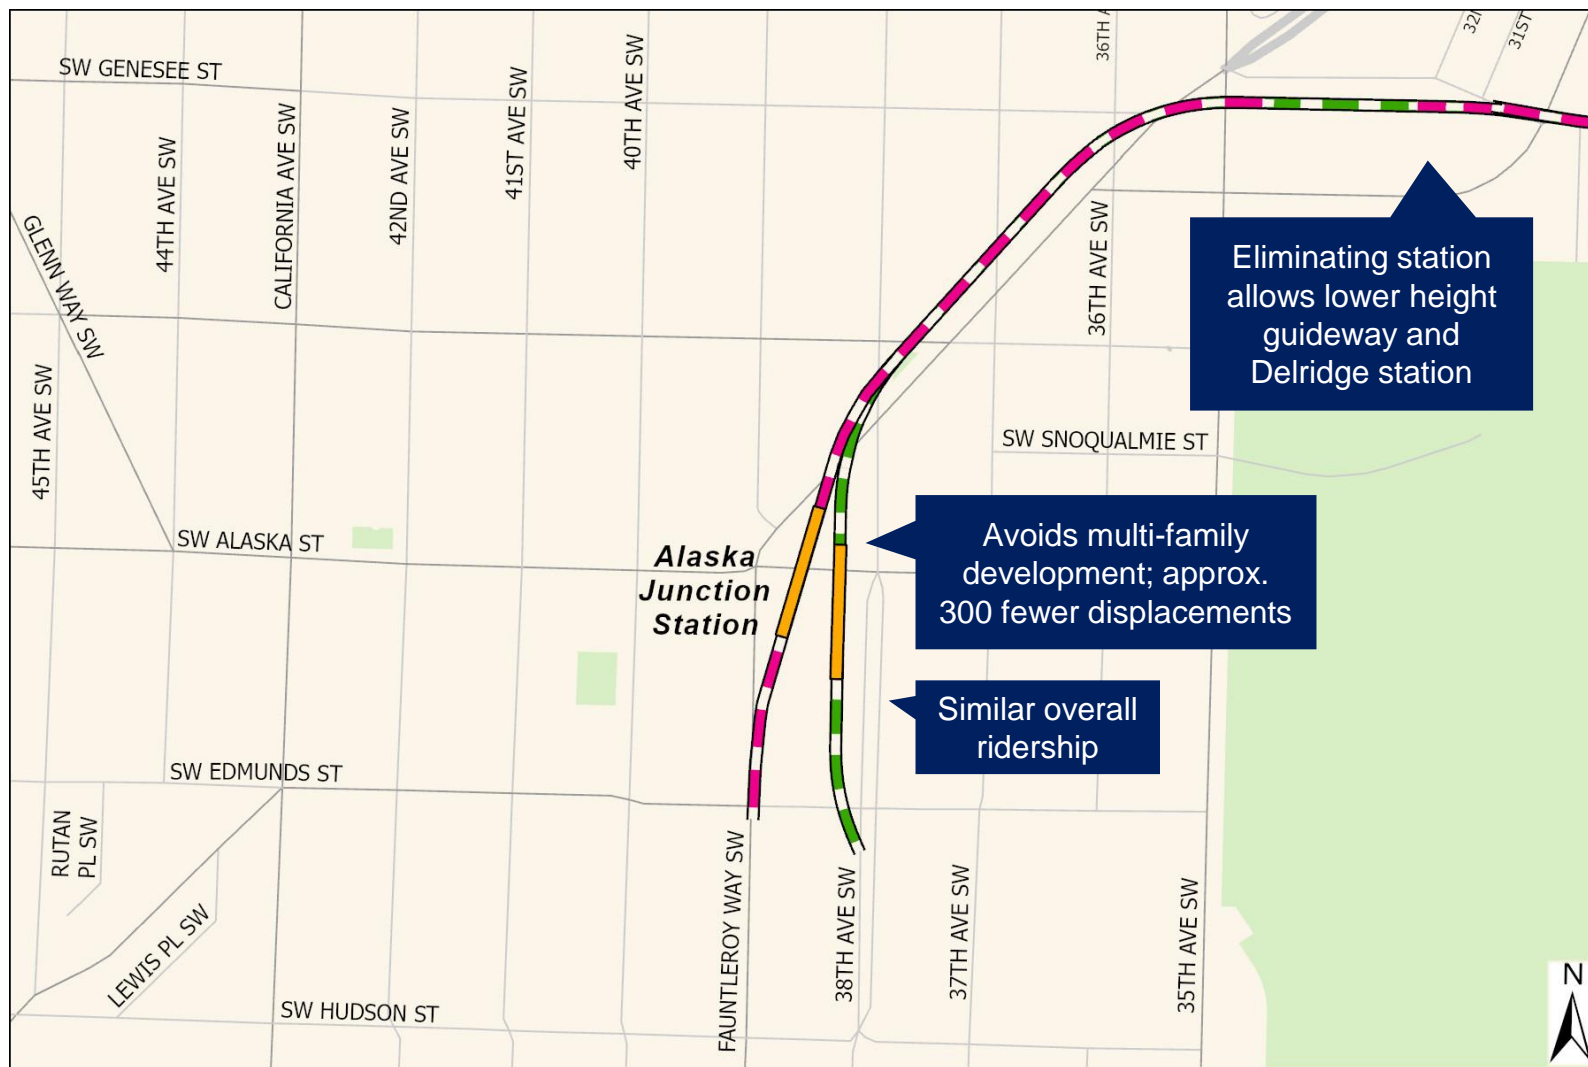 SW GENESEE ST
36TH A
32
31ST
44TH AVE SW
CALIFORNIA AVE SW
42ND AVE SW
41ST AVE SW
40TH AVE SW
GLENN WAY SW
36TH AVE SW
Eliminating station
allows lower height
guideway and
Delridge station
45TH AVE SW
SW SNOQUALMIE ST
SW ALASKA ST
Alaska
Junction
Station
Avoids multi-family
development; approx.
300 fewer displacements
Similar overall
ridership
SW EDMUNDS ST
RUTAN
PL SW
LEWIS PL SW
FAUNTLEROY WAY SW
38TH AVE SW
37TH AVE SW
35TH AVE SW
SW HUDSON ST
N